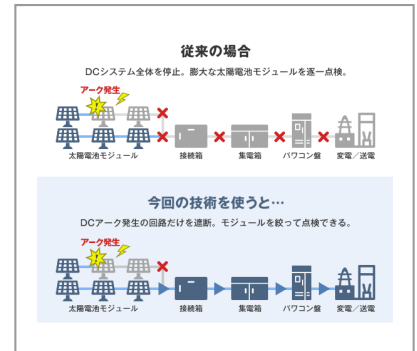 従来の場合
DCシステム全体を停止。膨大な太陽電池モジュールを逐一点検。
アーク発生
太陽電池モジュール 接続箱 集電箱 パワコン盤 変電／送電
今回の技術を使うと…
DCアーク発生の回路だけを遮断。モジュールを絞って点検できる。
アーク発生
太陽電池モジュール 接続箱 集電箱 パワコン盤 変電／送電